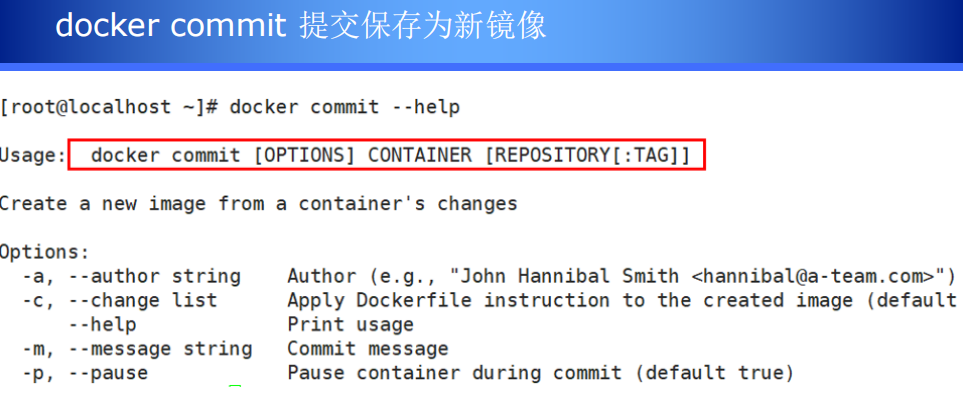 docker commit 提交保存为新镜像
[root@localhost ~]# docker commit --help
Usage: docker commit [OPTIONS] CONTAINER [REPOSITORY[:TAG]]
Create a new image from a container's changes
Options:
-a, --author string Author (e.g., "John Hannibal Smith <hannibal@a-team.com>")
-c, --change list Apply Dockerfile instruction to the created image (default
--help Print usage
-m, --message string Commit message
-p, --pause Pause container during commit (default true)